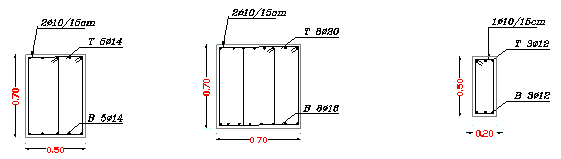 2ø10/15cm
T 5ø14
0.70
B 5ø14
0.50
2ø10/15cm
T 8ø20
0.70
B 8ø16
0.70
1ø10/15cm
T 3ø12
0.50
B 3ø12
0.20